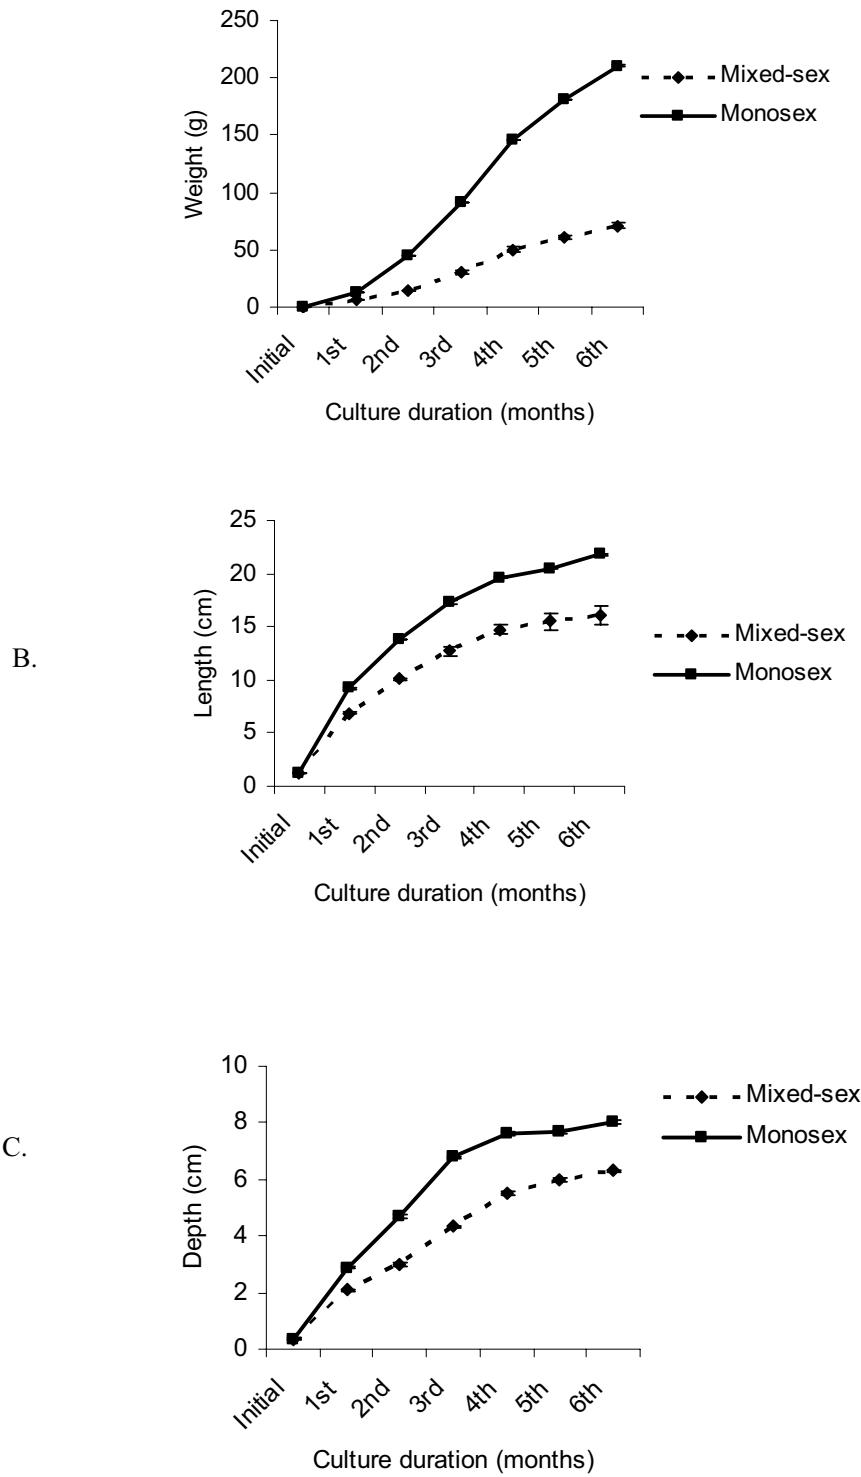 250
200
150
100
50
0
Weight (g)
Initial
1st
2nd
3rd
4th
5th
6th
Culture duration (months)
Mixed-sex
Monosex
B.
25
20
15
10
5
0
Length (cm)
Initial
1st
2nd
3rd
4th
5th
6th
Culture duration (months)
Mixed-sex
Monosex
C.
10
8
6
4
2
0
Depth (cm)
Initial
1st
2nd
3rd
4th
5th
6th
Culture duration (months)
Mixed-sex
Monosex